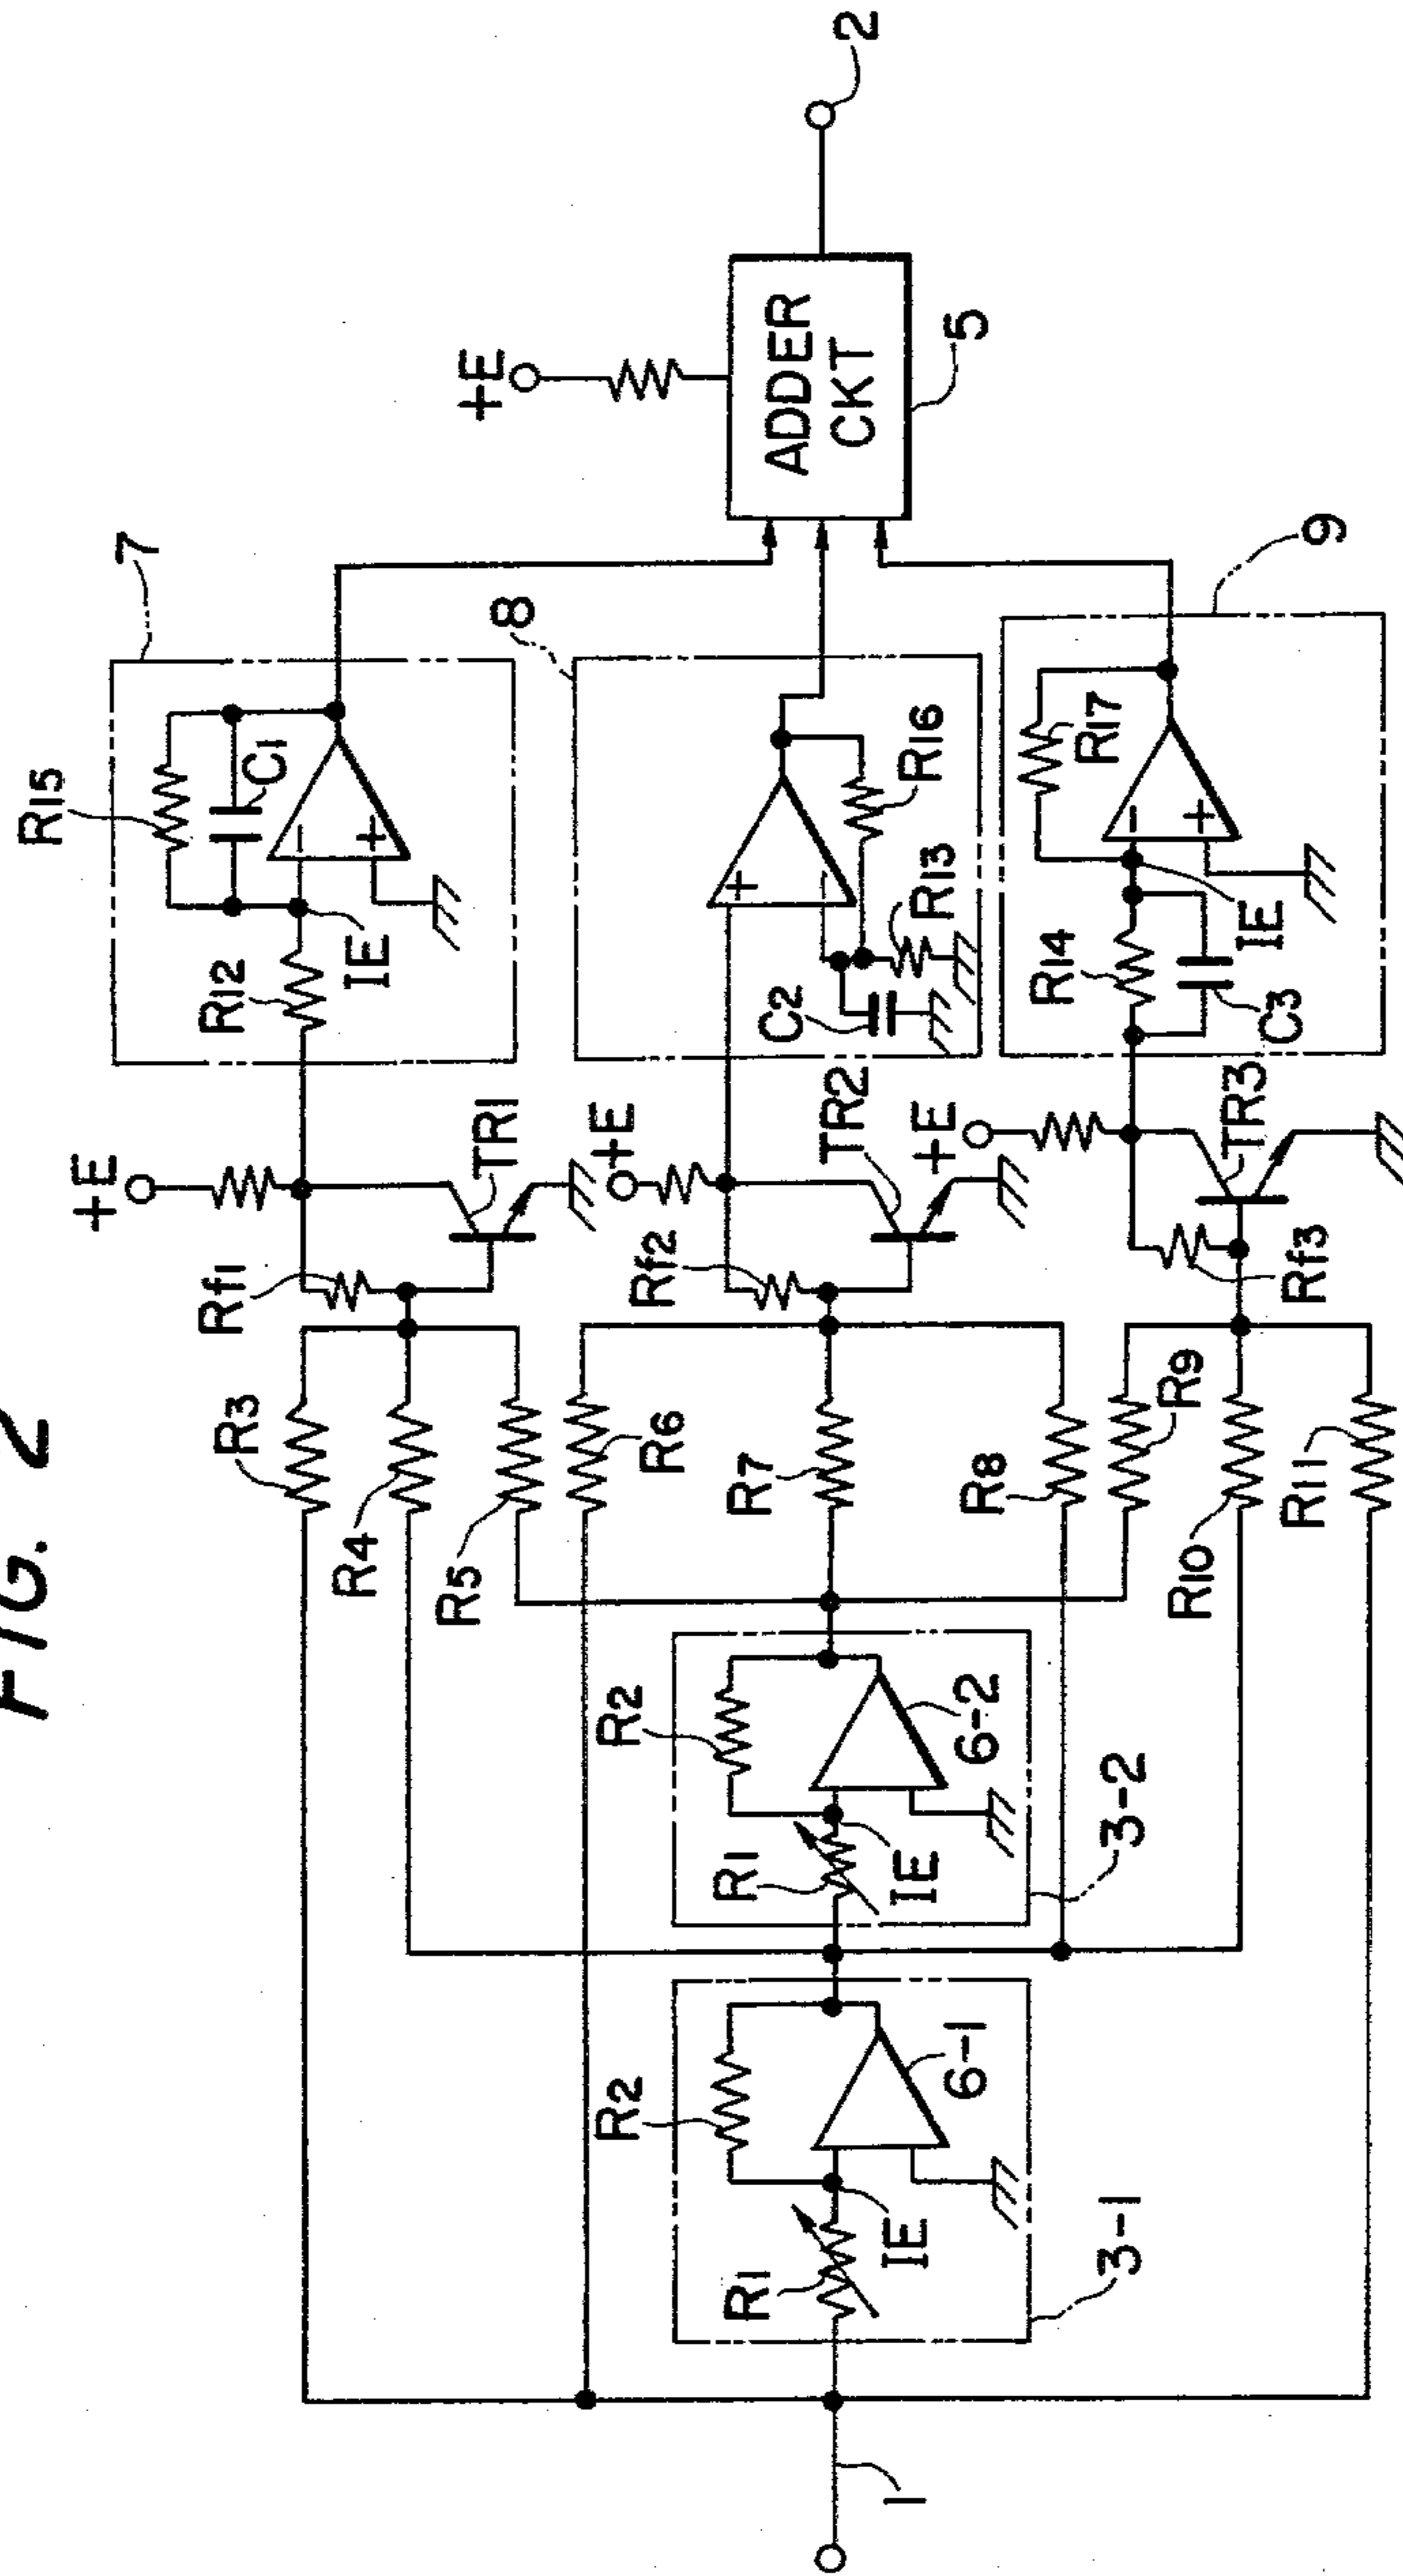 FIG. 2
+E
+E
+E
+E
7
8
9
R15
C1
R12
IE
TR1
Rf1
R3
R4
R5
R6
R16
R13
C2
TR2
Rf2
R7
R8
R9
R10
R11
R17
R14
IE
C3
TR3
Rf3
ADDER
CKT
5
2
R2
R1
IE
6-2
3-2
R2
R1
IE
6-1
3-1
1